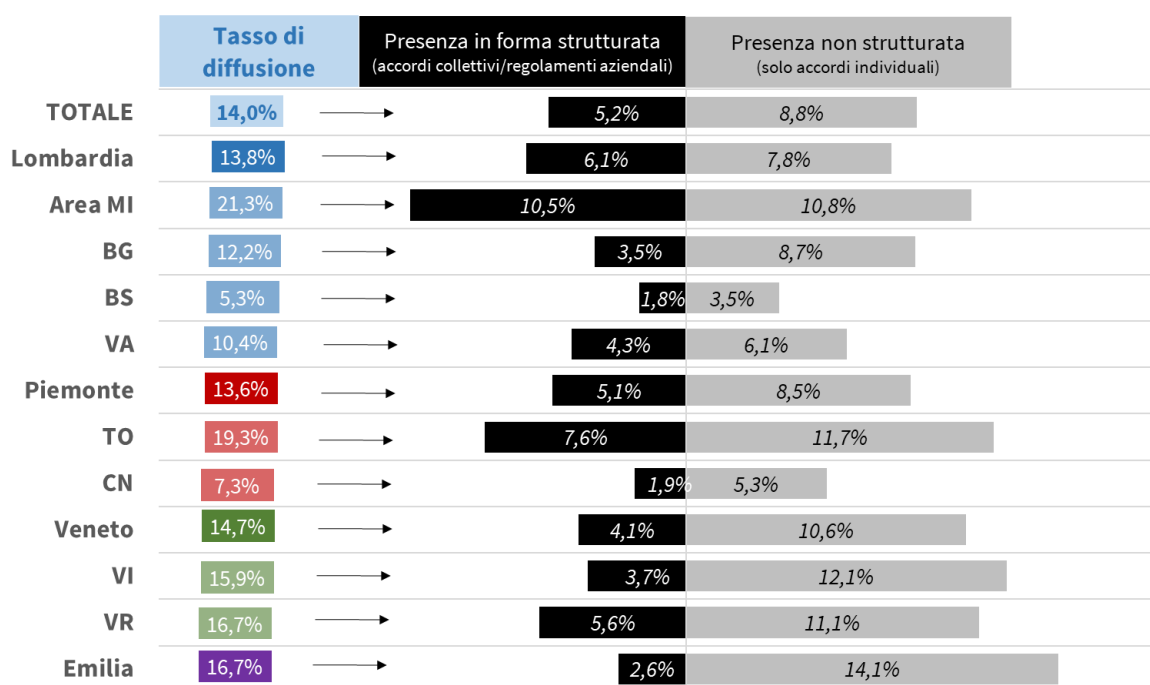 Tasso di
diffusione
Presenza in forma strutturata
(accordi collettivi/regolamenti aziendali)
Presenza non strutturata
(solo accordi individuali)
TOTALE 14,0% 5,2% 8,8%
Lombardia 13,8% 6,1% 7,8%
Area MI 21,3% 10,5% 10,8%
BG 12,2% 3,5% 8,7%
BS 5,3% 1,8% 3,5%
VA 10,4% 4,3% 6,1%
Piemonte 13,6% 5,1% 8,5%
TO 19,3% 7,6% 11,7%
CN 7,3% 1,9% 5,3%
Veneto 14,7% 4,1% 10,6%
VI 15,9% 3,7% 12,1%
VR 16,7% 5,6% 11,1%
Emilia 16,7% 2,6% 14,1%